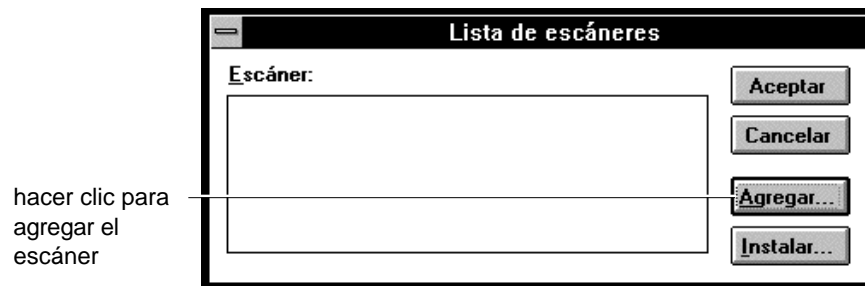 Lista de escáneres
Escáner:
Aceptar
Cancelar
hacer clic para
agregar el
escáner
Agregar...
Instalar...